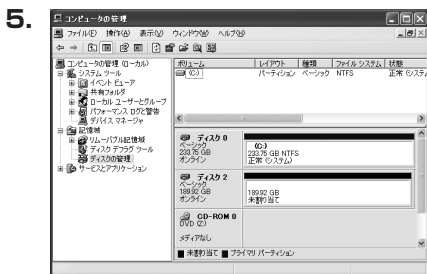 5.
コンピュータの管理
ファイル(F) 操作(A) 表示(V) ウィンドウ(W) ヘルプ(H)
コンピュータの管理 (ローカル)
システム ツール
イベント ビューア
共有フォルダ
ローカル ユーザーとグループ
パフォーマンス ログと警告
デバイス マネージャ
記憶域
リムーバブル記憶域
ディスク デフラグ ツール
ディスクの管理
サービスとアプリケーション
ボリューム レイアウト 種類 ファイル システム 状態
(C:) パーティション ベーシック NTFS 正常 (システム
ディスク 0
ベーシック
233.75 GB
オンライン
(C:)
233.75 GB NTFS
正常 (システム)
ディスク 2
ベーシック
189.92 GB
オンライン
189.92 GB
未割り当て
CD-ROM 0
DVD (Z:)
メディアなし
未割り当て プライマリ パーティション